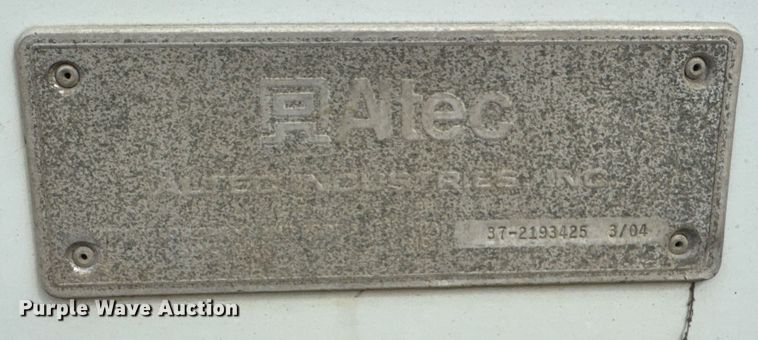 Altec
ALTEC INDUSTRIES, INC.
37-2193425 3/04
Purple Wave Auction